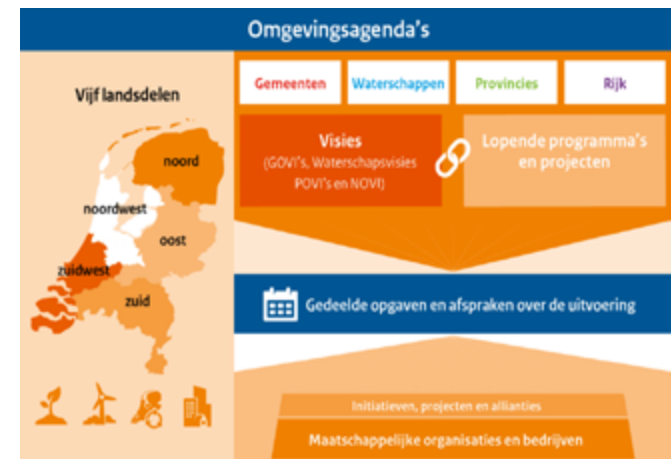 Omgevingsagenda's
Vijf landsdelen
noord
noordwest
oost
zuidwest
zuid
Gemeenten
Waterschappen
Provincies
Rijk
Visies
(GOVI's, Waterschapsvisies
POVI's en NOVI)
Lopende programma's
en projecten
Gedeelde opgaven en afspraken over de uitvoering
Initiatieven, projecten en allianties
Maatschappelijke organisaties en bedrijven